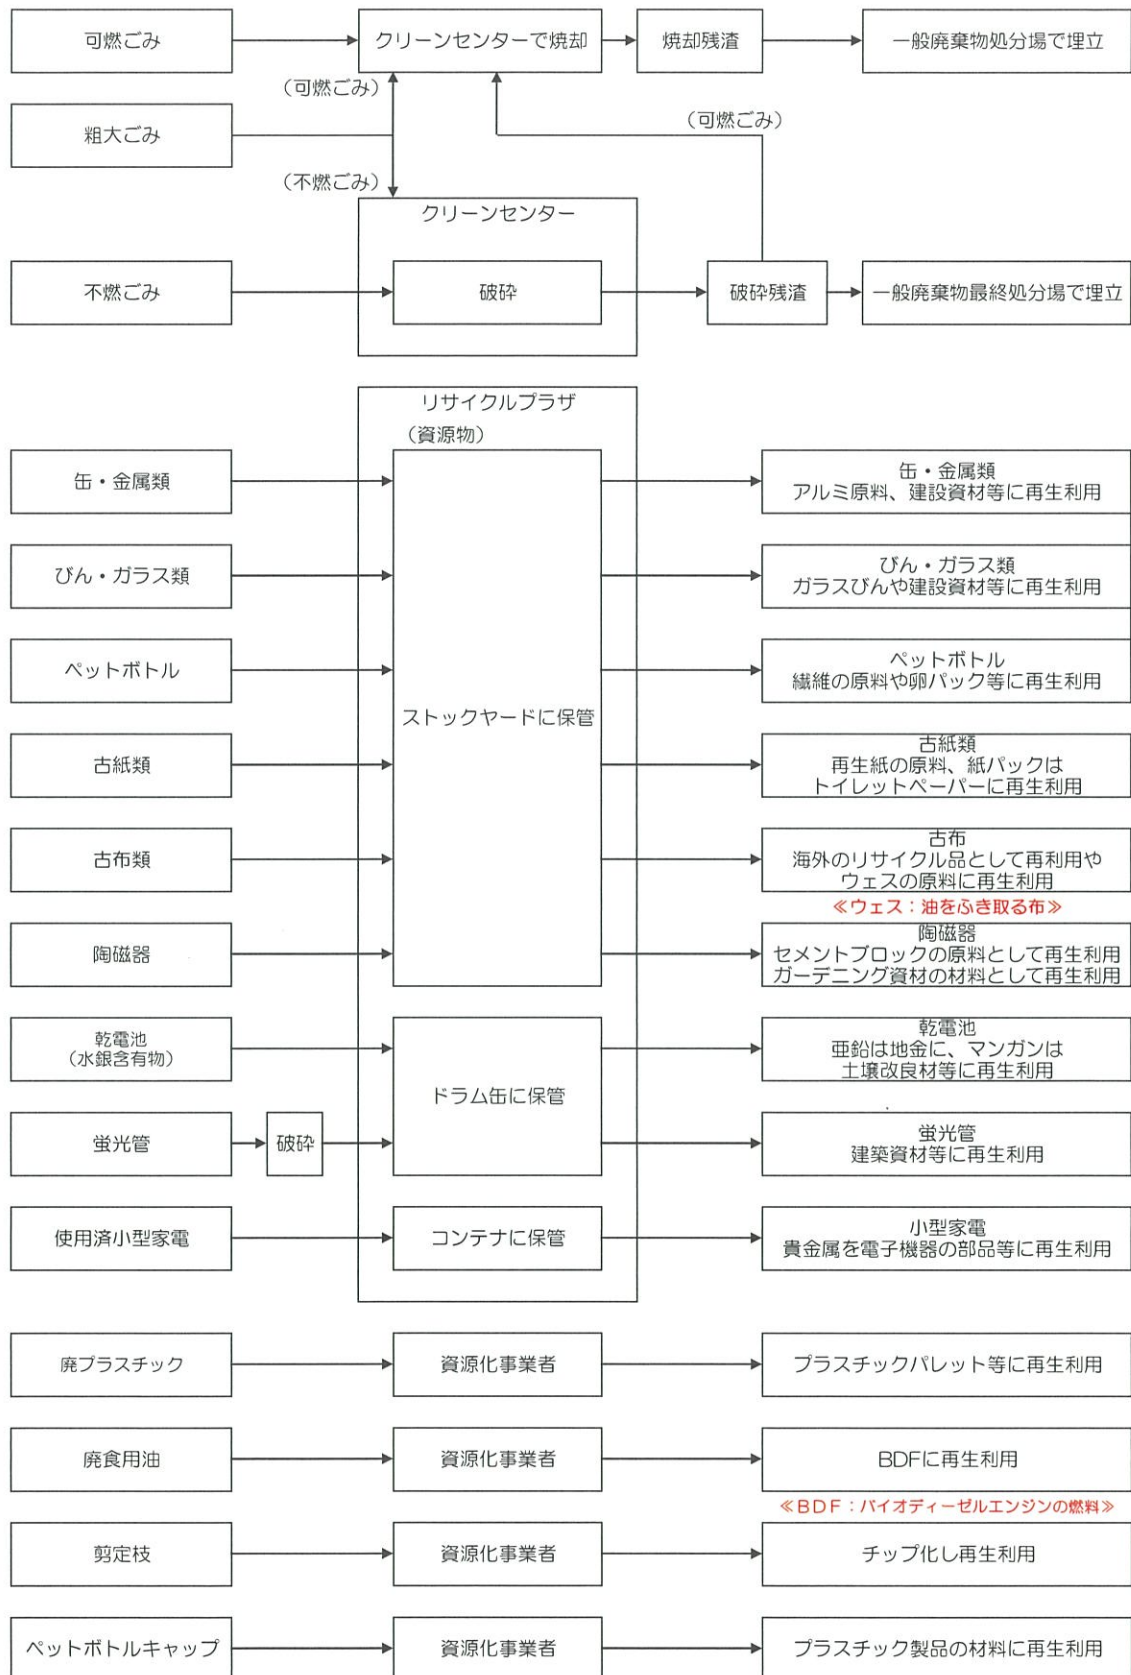 可燃ごみ
クリーンセンターで焼却
焼却残渣
一般廃棄物処分場で埋立
（可燃ごみ）
（可燃ごみ）
粗大ごみ
（不燃ごみ）
クリーンセンター
不燃ごみ
破砕
破砕残渣
一般廃棄物最終処分場で埋立
リサイクルプラザ
（資源物）
缶・金属類
缶・金属類
アルミ原料、建設資材等に再生利用
びん・ガラス類
びん・ガラス類
ガラスびんや建設資材等に再生利用
ペットボトル
ペットボトル
繊維の原料や卵パック等に再生利用
ストックヤードに保管
古紙類
古紙類
再生紙の原料、紙パックは
トイレットペーパーに再生利用
古布類
古布
海外のリサイクル品として再利用や
ウェスの原料に再生利用
≪ウェス：油をふき取る布≫
陶磁器
陶磁器
セメントブロックの原料として再生利用
ガーデニング資材の材料として再生利用
乾電池
（水銀含有物）
乾電池
亜鉛は地金に、マンガンは
土壌改良材等に再生利用
ドラム缶に保管
蛍光管
破砕
蛍光管
建築資材等に再生利用
使用済小型家電
コンテナに保管
小型家電
貴金属を電子機器の部品等に再生利用
廃プラスチック
資源化事業者
プラスチックパレット等に再生利用
廃食用油
資源化事業者
BDFに再生利用
≪ＢＤＦ：バイオディーゼルエンジンの燃料≫
剪定枝
資源化事業者
チップ化し再生利用
ペットボトルキャップ
資源化事業者
プラスチック製品の材料に再生利用